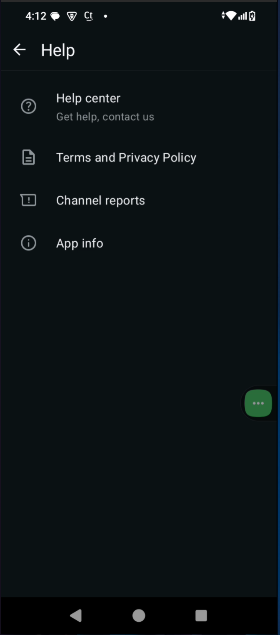 4:12
Help
Help center
Get help, contact us
Terms and Privacy Policy
Channel reports
App info